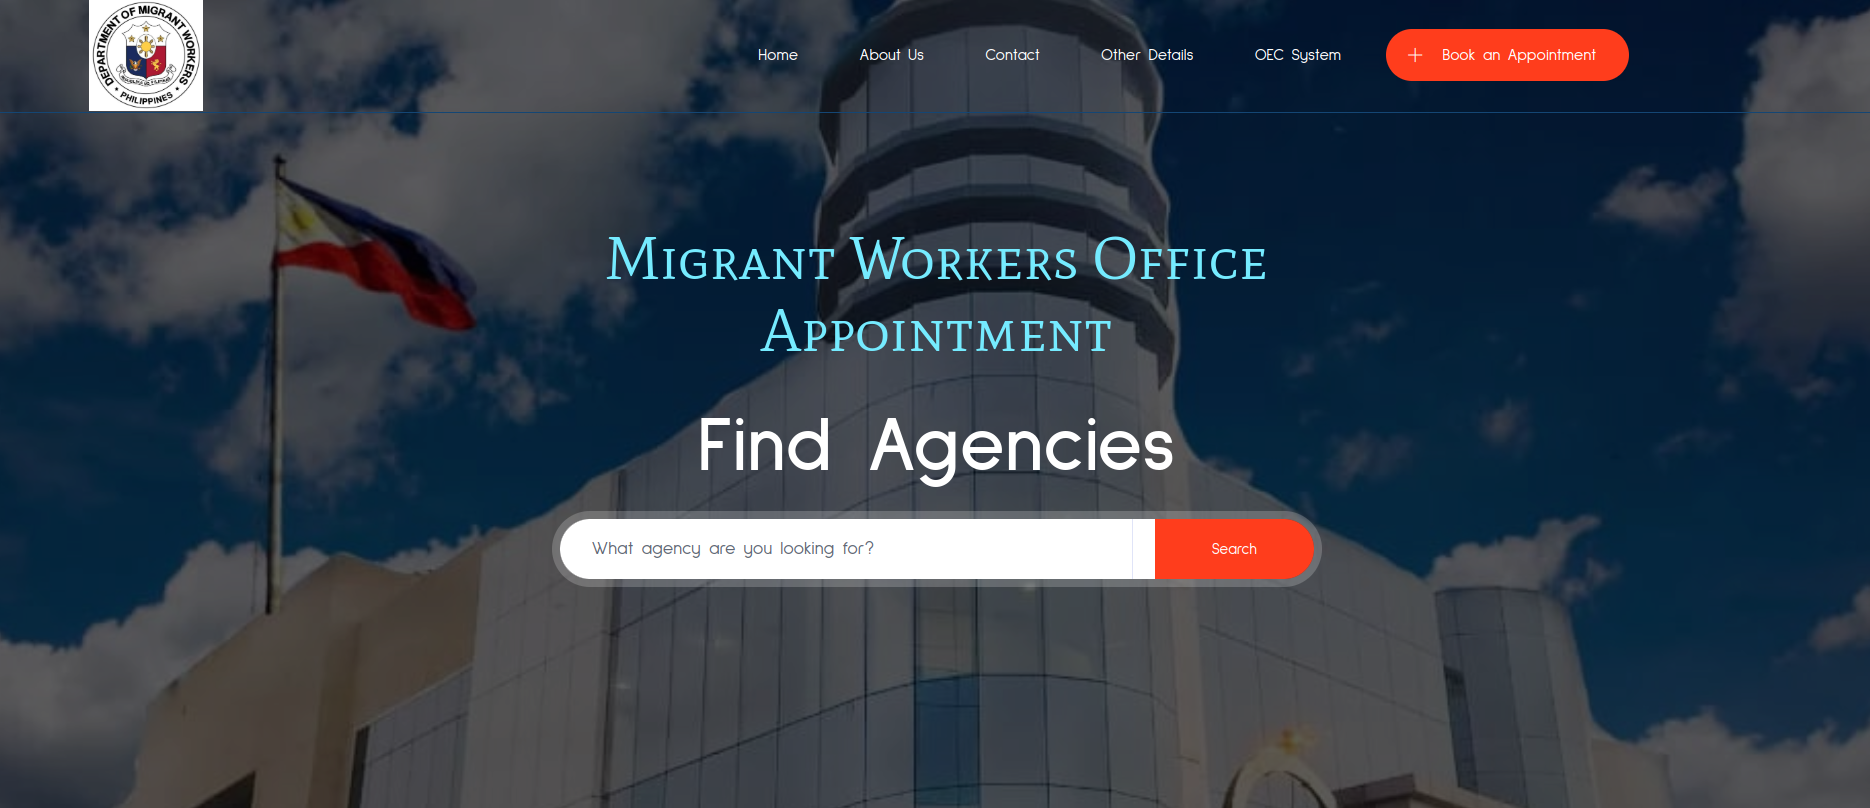 DEPARTMENT OF MIGRANT WORKERS
PHILIPPINES
Home
About Us
Contact
Other Details
OEC System
+ Book an Appointment
Migrant Workers Office
Appointment
Find Agencies
What agency are you looking for?
Search